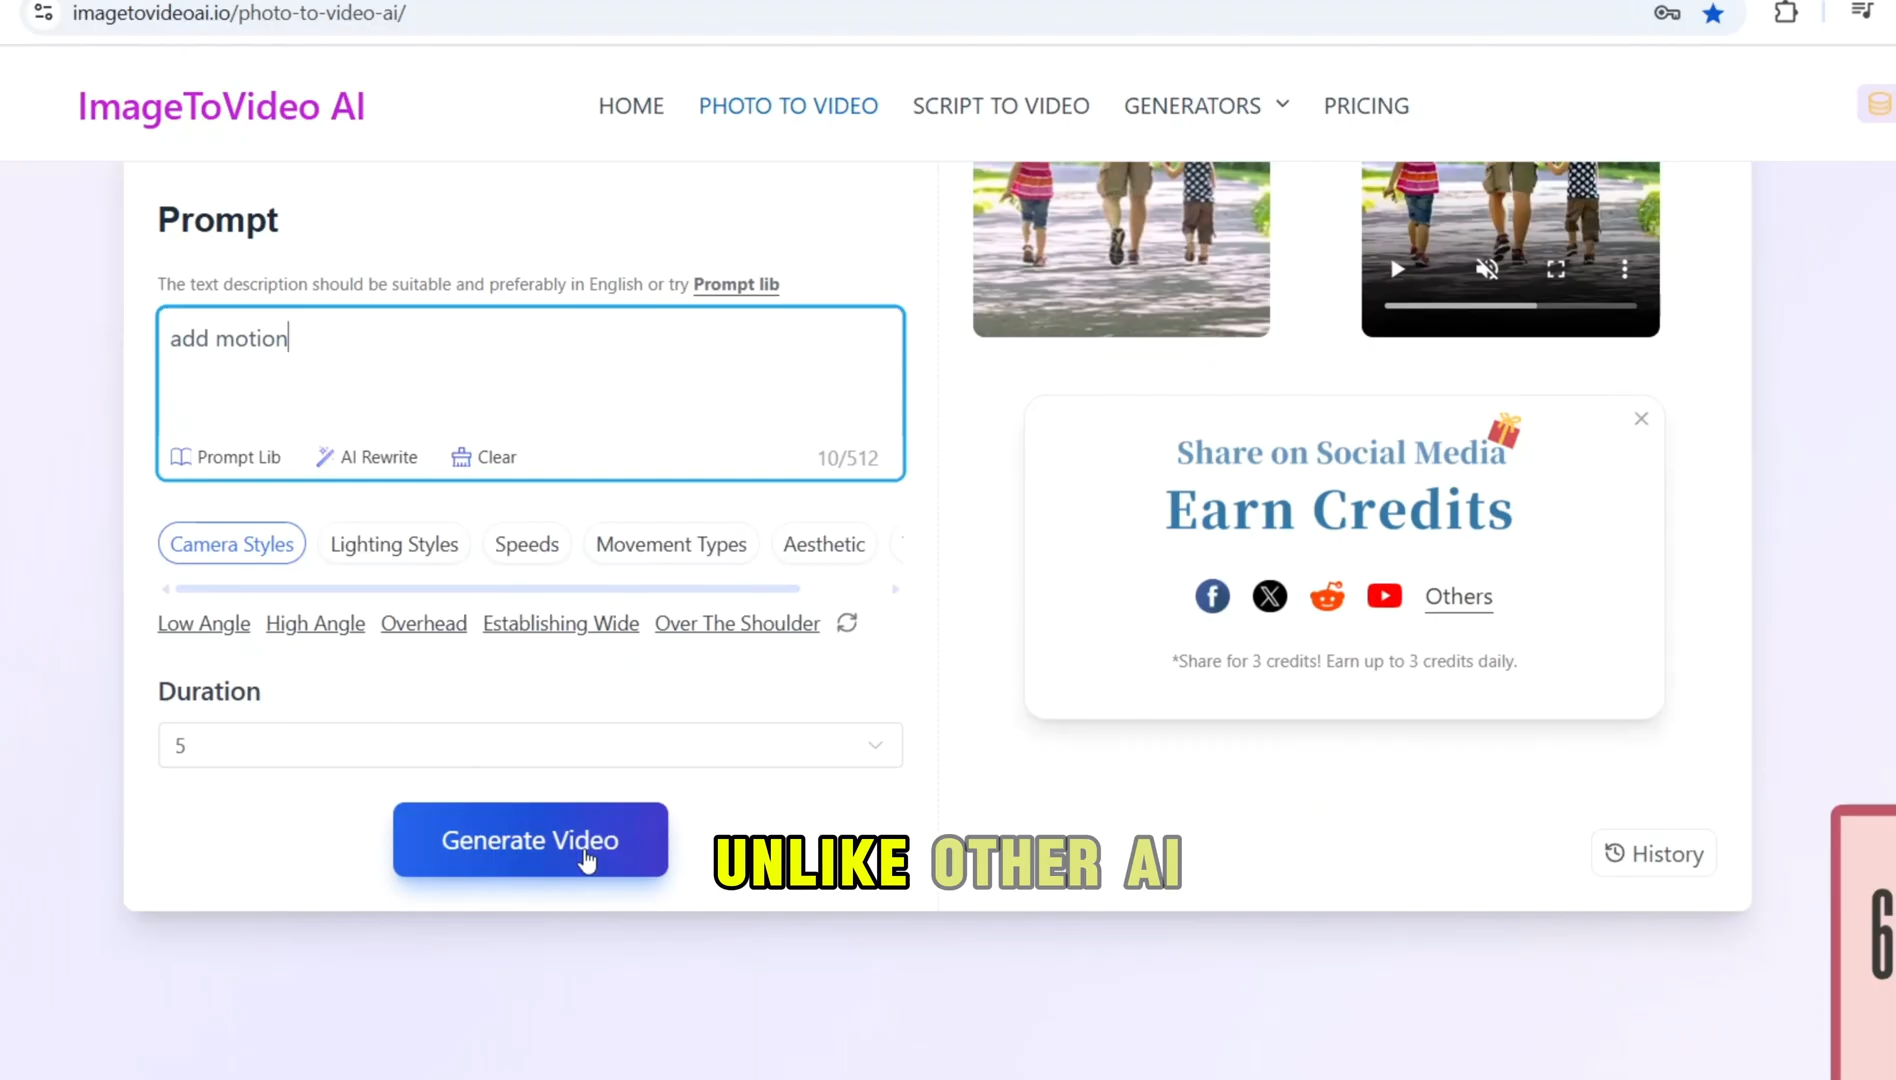 imagetovideoai.io/photo-to-video-ai/
ImageToVideo AI
HOME
PHOTO TO VIDEO
SCRIPT TO VIDEO
GENERATORS
PRICING
Prompt
The text description should be suitable and preferably in English or try Prompt lib
add motion
Prompt Lib
AI Rewrite
Clear
10/512
Camera Styles
Lighting Styles
Speeds
Movement Types
Aesthetic
Low Angle
High Angle
Overhead
Establishing Wide
Over The Shoulder
Duration
5
Generate Video
Share on Social Media
Earn Credits
Others
*Share for 3 credits! Earn up to 3 credits daily.
History
UNLIKE OTHER AI
6